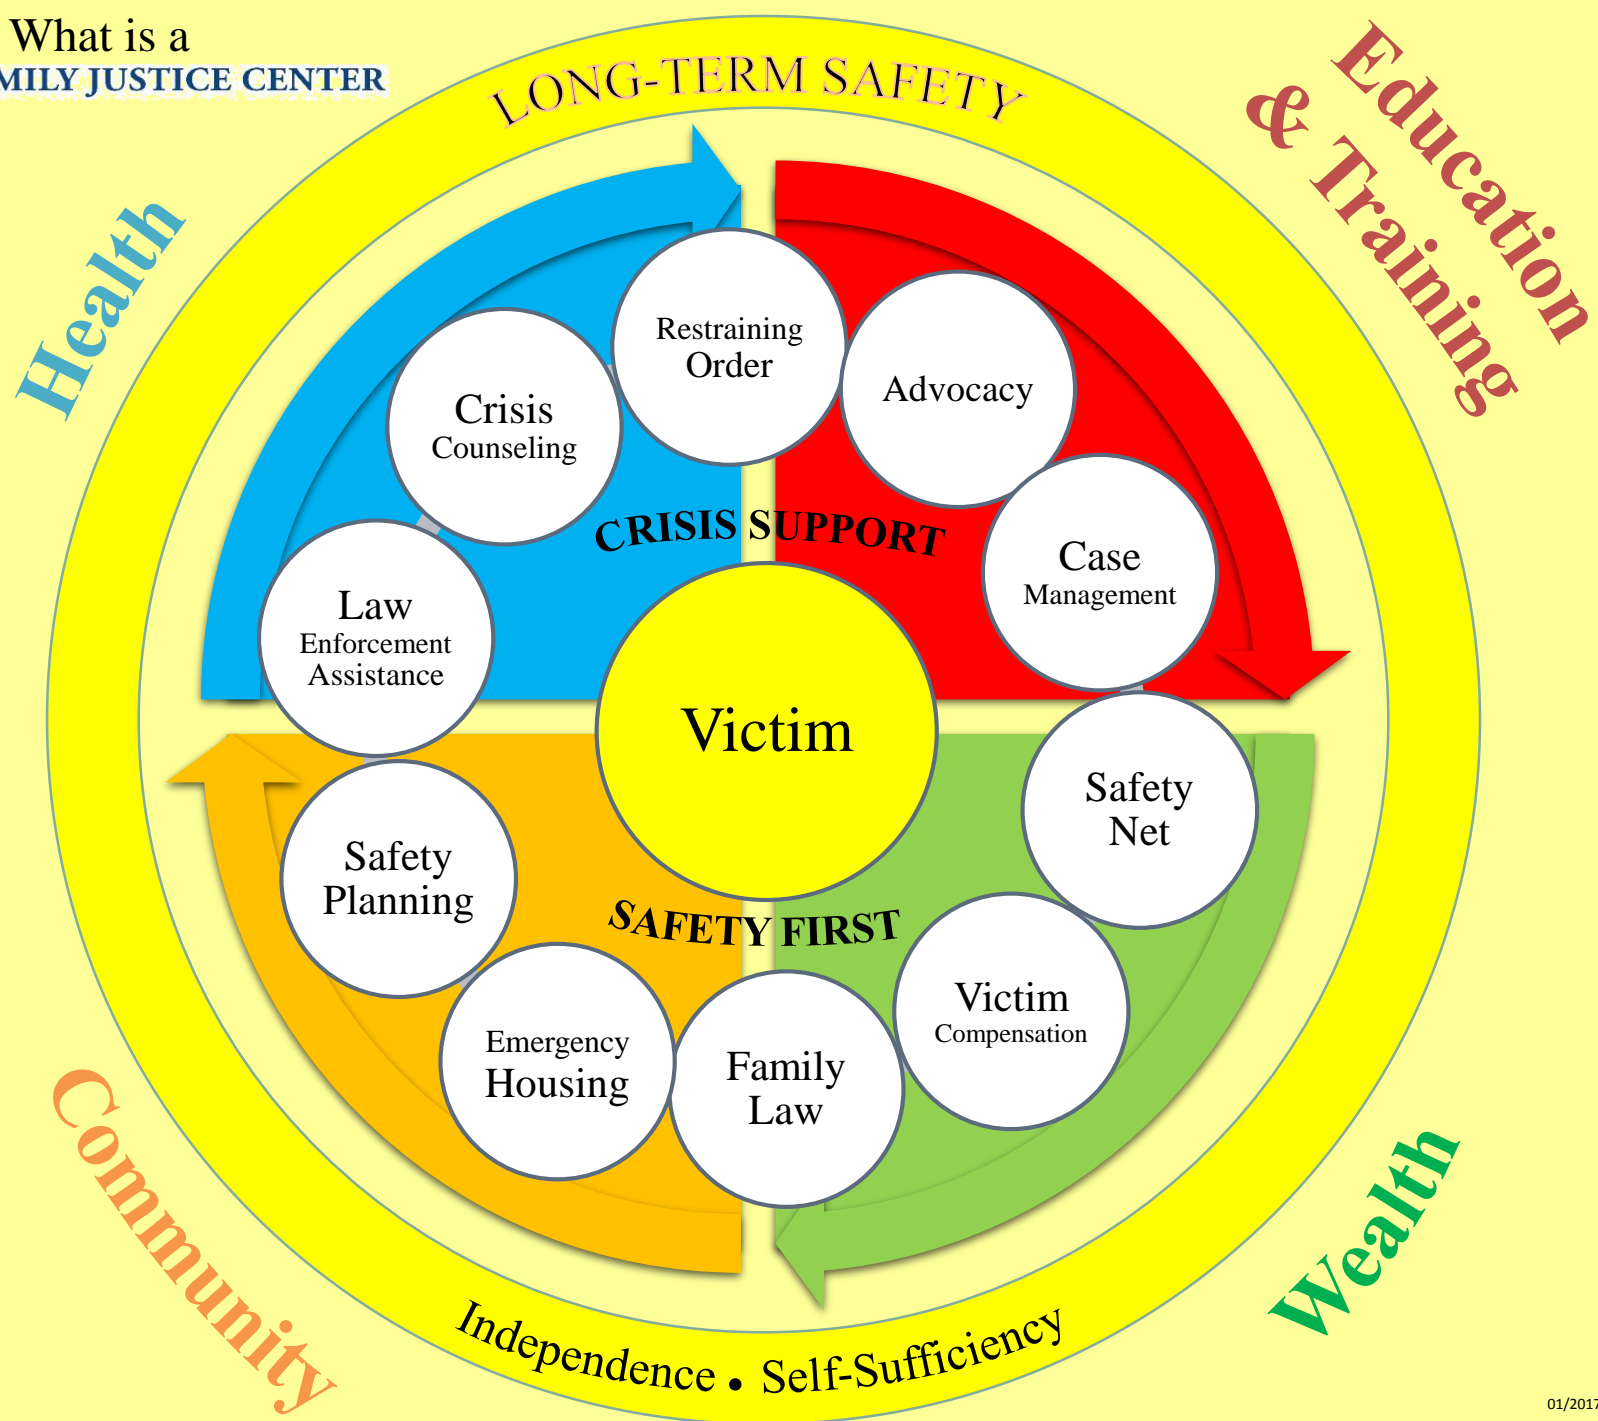 What is a
MILY JUSTICE CENTER
LONG-TERM SAFETY
Education
& Training
Health
Restraining
Order
Advocacy
Crisis
Counseling
CRISIS SUPPORT
Case
Management
Law
Enforcement
Assistance
Victim
Safety
Net
Safety
Planning
SAFETY FIRST
Victim
Compensation
Emergency
Housing
Family
Law
Community
Wealth
Independence • Self-Sufficiency
01/2017